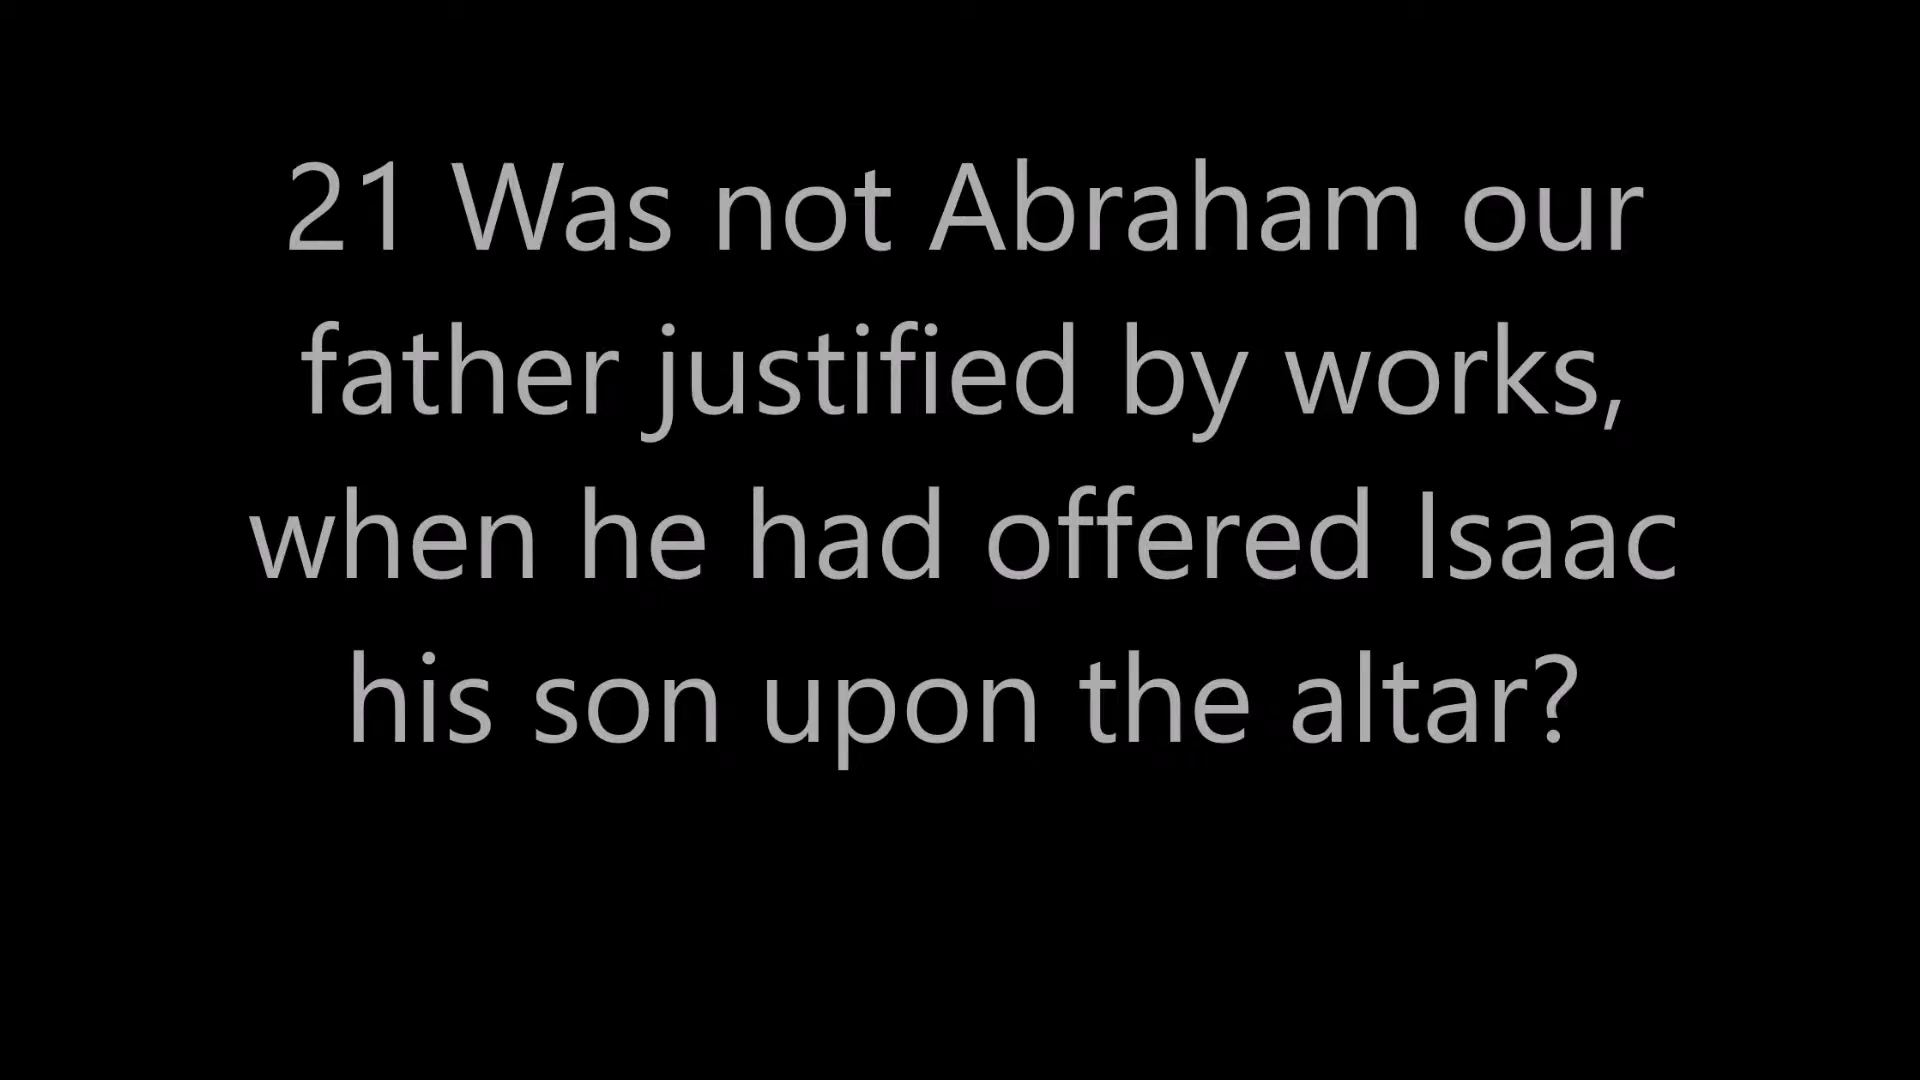 21 Was not Abraham our
father justified by works,
when he had offered Isaac
his son upon the altar?